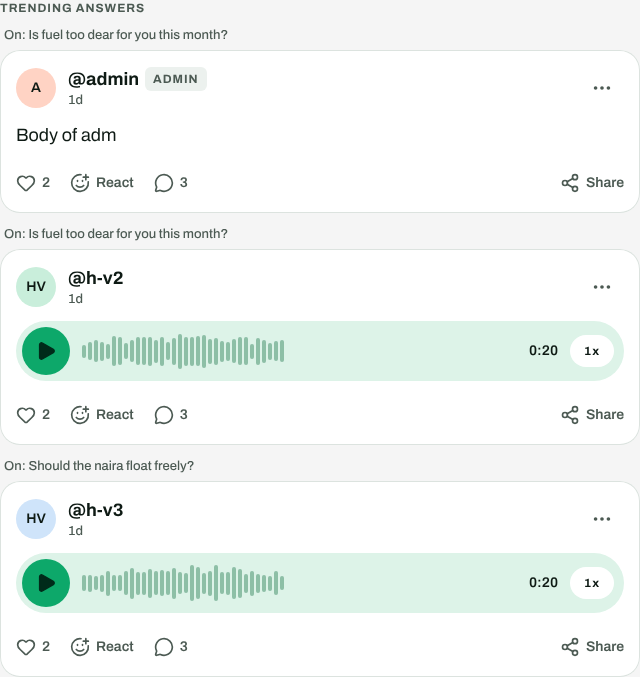 TRENDING ANSWERS
On: Is fuel too dear for you this month?
A
@admin ADMIN
1d
Body of adm
2 React 3 Share
On: Is fuel too dear for you this month?
HV
@h-v2
1d
0:20 1x
2 React 3 Share
On: Should the naira float freely?
HV
@h-v3
1d
0:20 1x
2 React 3 Share